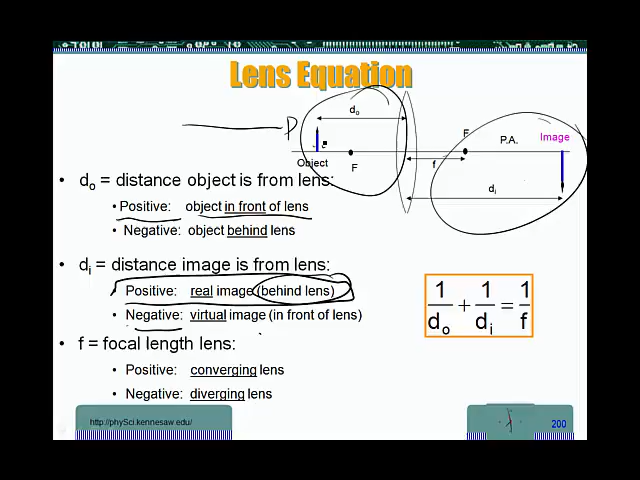 Lens Equation
P
d₀
F
P.A.
Image
Object
F
f
dᵢ
• d₀ = distance object is from lens:
• Positive: object in front of lens
• Negative: object behind lens
• dᵢ = distance image is from lens:
Positive: real image (behind lens)
Negative: virtual image (in front of lens)
• f = focal length lens:
• Positive: converging lens
• Negative: diverging lens
1/dₒ + 1/dᵢ = 1/f
http://phySci.kennesaw.edu/
200